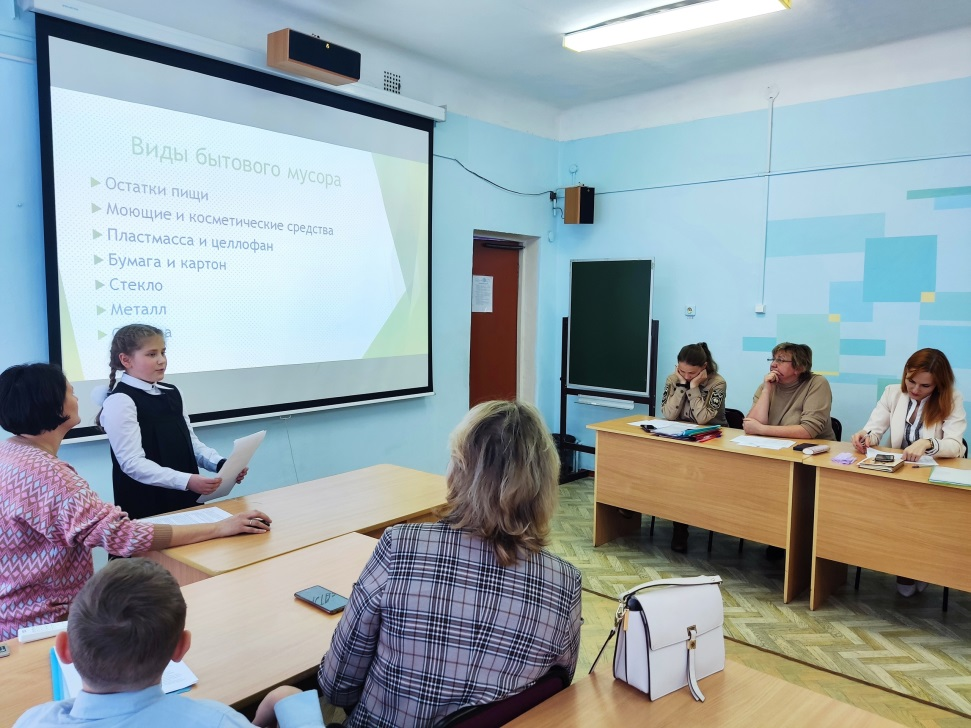 Виды бытового мусора
Остатки пищи
Моющие и косметические средства
Пластмасса и целлофан
Бумага и картон
Стекло
Металл